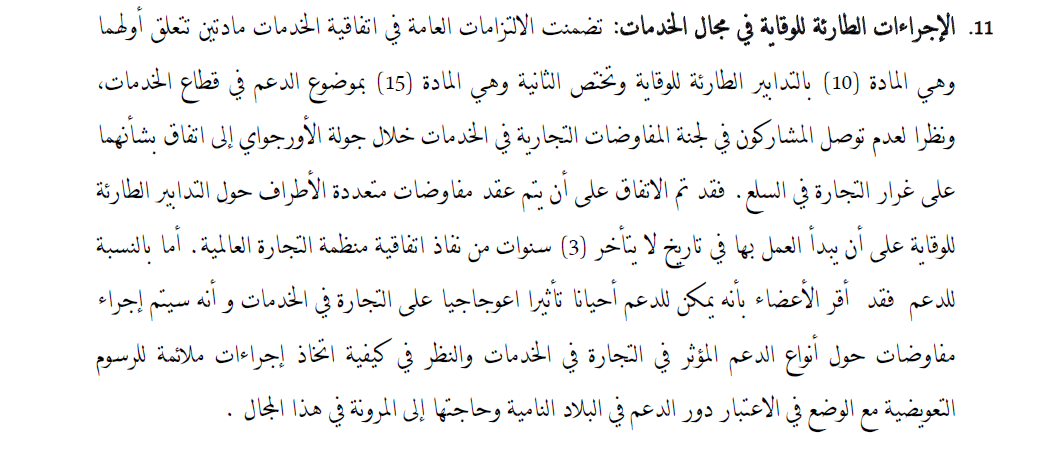 11. الإجراءات الطارئة للوقاية في مجال الخدمات: تضمنت الالتزامات العامة في اتفاقية الخدمات مادتين تتعلق أولهما
وهي المادة (10) بالتدابير الطارئة للوقاية وتختص الثانية وهي المادة (15) بموضوع الدعم في قطاع الخدمات،
ونظرا لعدم توصل المشاركون في لجنة المفاوضات التجارية في الخدمات خلال جولة الأورجواي إلى اتفاق بشأنهما
على غرار التجارة في السلع. فقد تم الاتفاق على أن يتم عقد مفاوضات متعددة الأطراف حول التدابير الطارئة
للوقاية على أن يبدأ العمل بها في تاريخ لا يتأخر (3) سنوات من نفاذ اتفاقية منظمة التجارة العالمية. أما بالنسبة
للدعم فقد أقر الأعضاء بأنه يمكن للدعم أحيانا تأثيرا اعوجاجيا على التجارة في الخدمات و أنه سيتم إجراء
مفاوضات حول أنواع الدعم المؤثر في التجارة في الخدمات والنظر في كيفية اتخاذ إجراءات ملائمة للرسوم
التعويضية مع الوضع في الاعتبار دور الدعم في البلاد النامية وحاجتها إلى المرونة في هذا المجال .